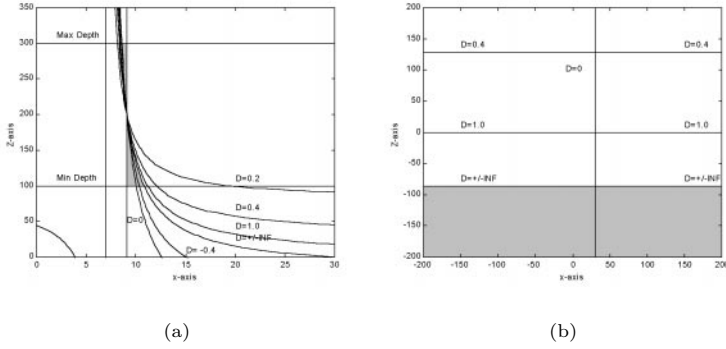 350
300
250
200
150
100
50
0
Z-axis
Max Depth
Min Depth
D=0.2
D=0.4
D=1.0
D=+/-INF
D=0
D= -0.4
0 5 10 15 20 25 30
x-axis
(a)
200
150
100
50
0
-50
-100
-150
-200
Z-axis
D=0.4 D=0.4
D=0
D=1.0 D=1.0
D=+/-INF D=+/-INF
-200 -150 -100 -50 0 50 100 150 200
x-axis
(b)